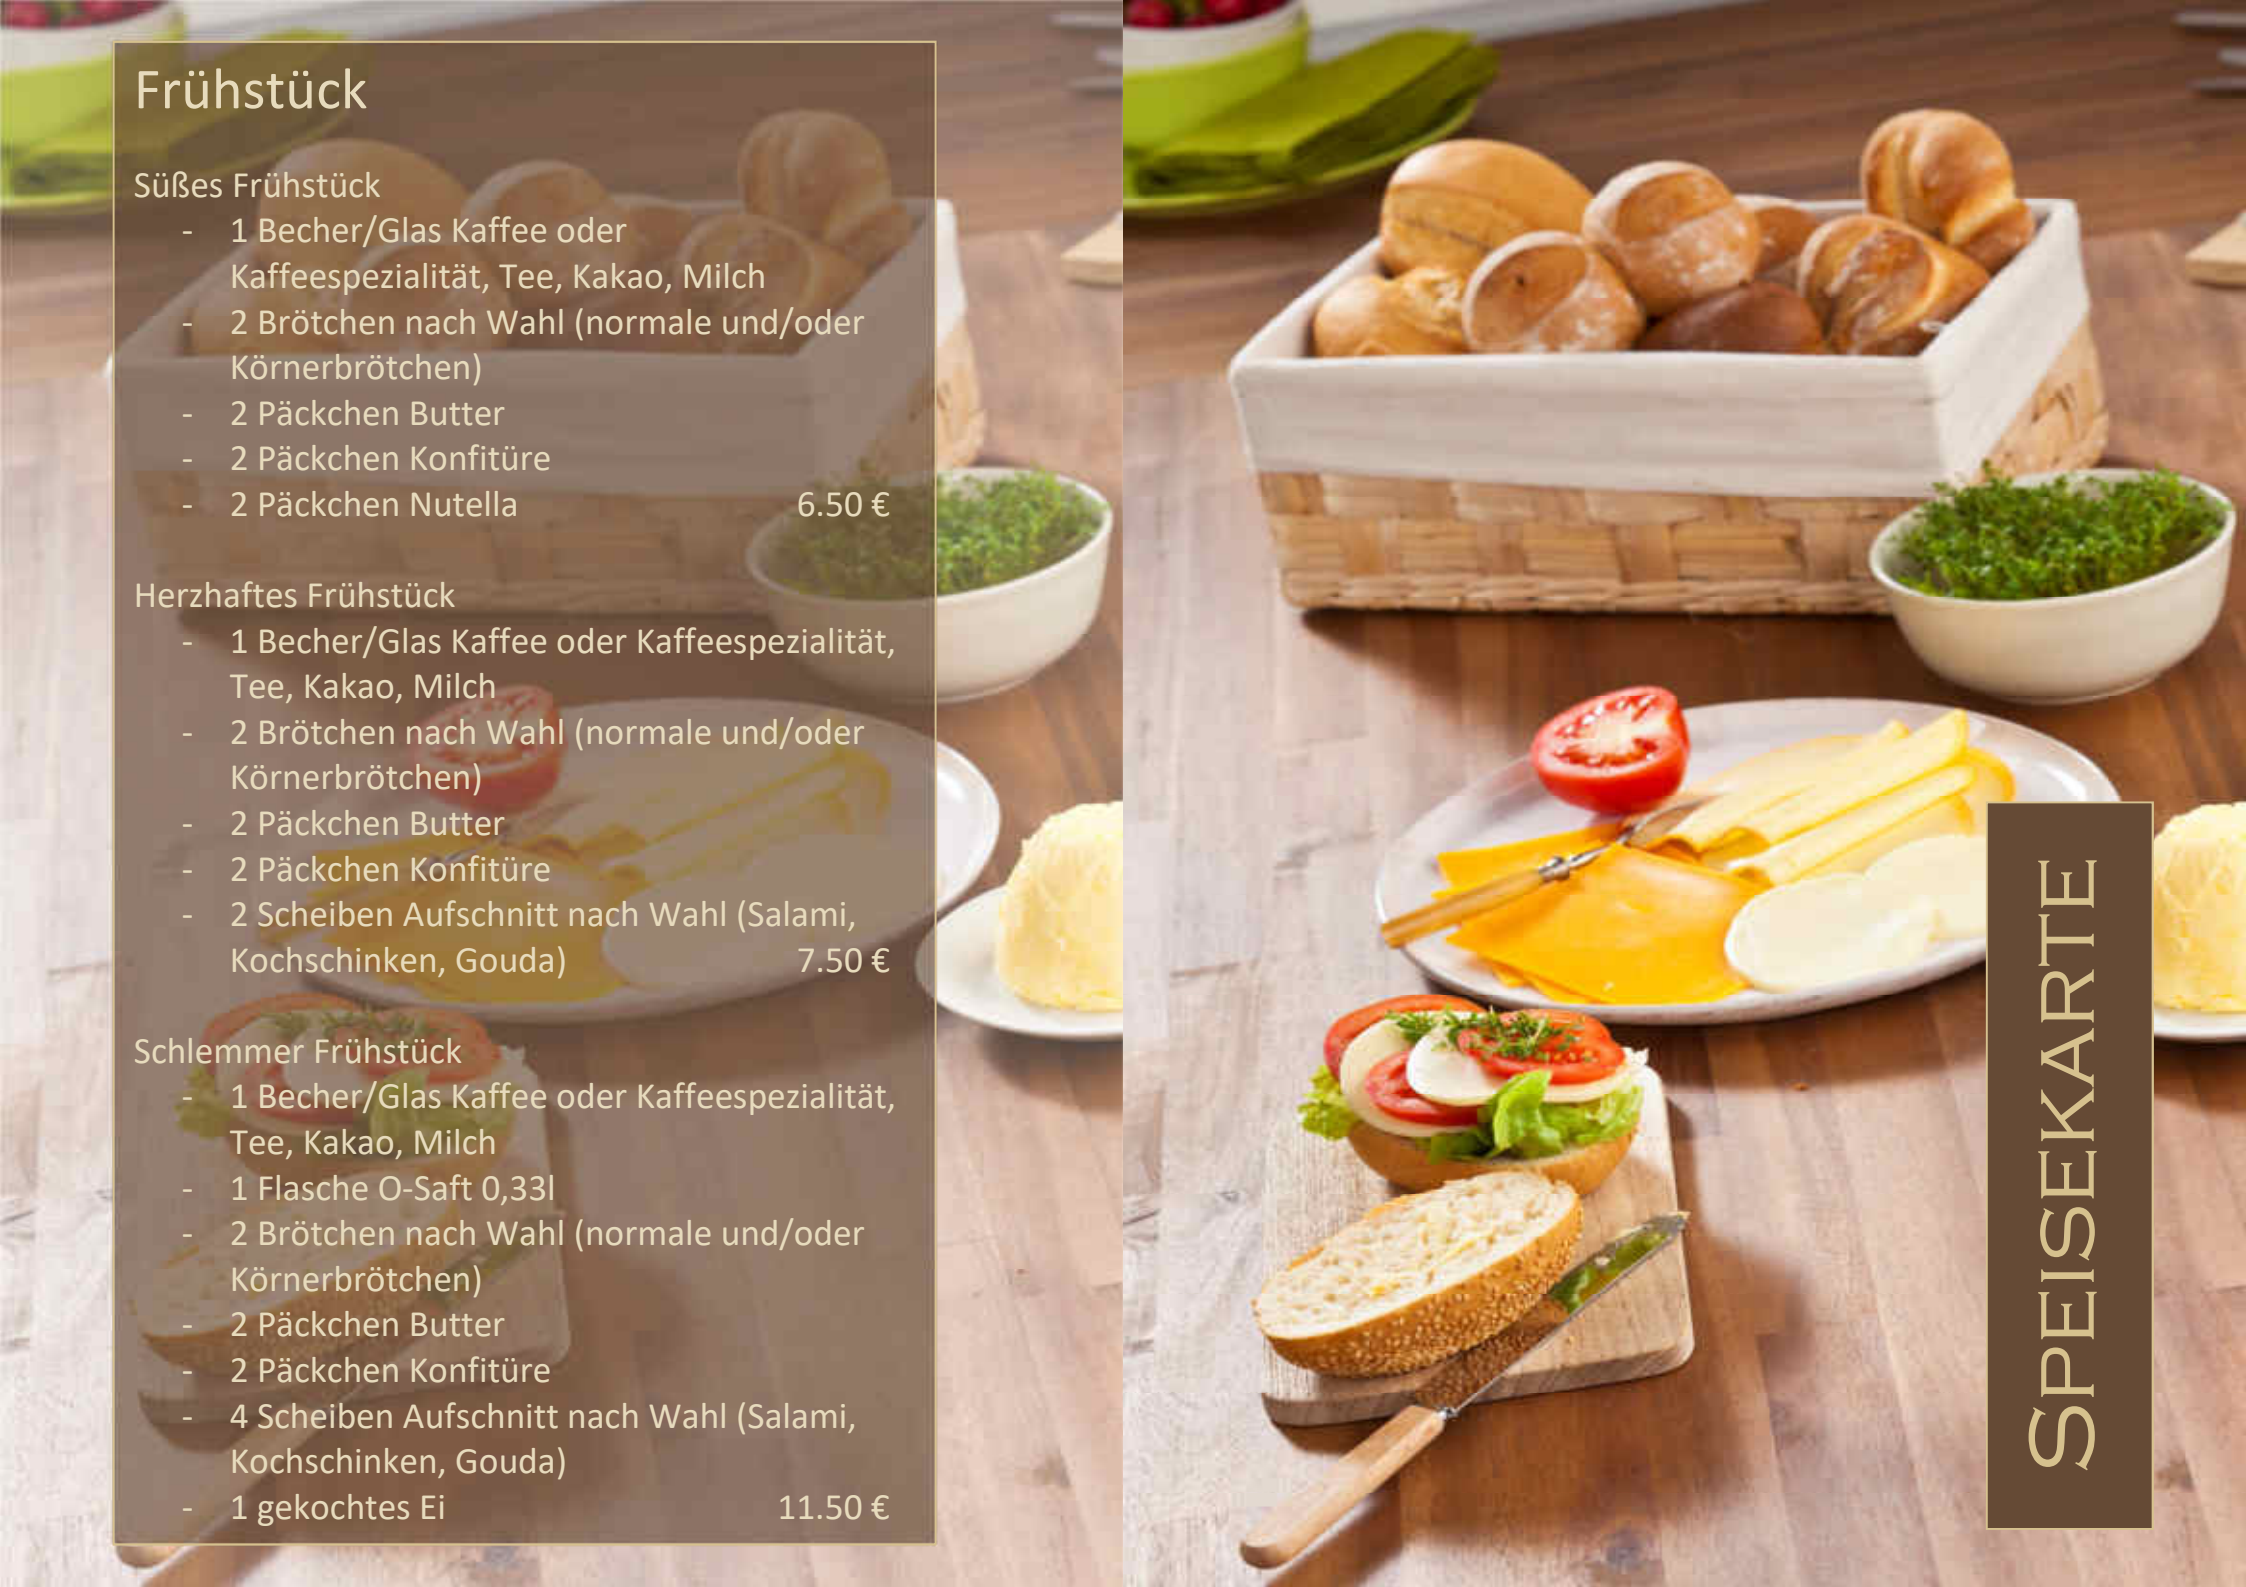 Frühstück
Süßes Frühstück
- 1 Becher/Glas Kaffee oder
Kaffeespezialität, Tee, Kakao, Milch
- 2 Brötchen nach Wahl (normale und/oder
Körnerbrötchen)
- 2 Päckchen Butter
- 2 Päckchen Konfitüre
- 2 Päckchen Nutella 6.50 €
Herzhaftes Frühstück
- 1 Becher/Glas Kaffee oder Kaffeespezialität,
Tee, Kakao, Milch
- 2 Brötchen nach Wahl (normale und/oder
Körnerbrötchen)
- 2 Päckchen Butter
- 2 Päckchen Konfitüre
- 2 Scheiben Aufschnitt nach Wahl (Salami,
Kochschinken, Gouda) 7.50 €
Schlemmer Frühstück
- 1 Becher/Glas Kaffee oder Kaffeespezialität,
Tee, Kakao, Milch
- 1 Flasche O-Saft 0,33l
- 2 Brötchen nach Wahl (normale und/oder
Körnerbrötchen)
- 2 Päckchen Butter
- 2 Päckchen Konfitüre
- 4 Scheiben Aufschnitt nach Wahl (Salami,
Kochschinken, Gouda)
- 1 gekochtes Ei 11.50 €
SPEISEKARTE